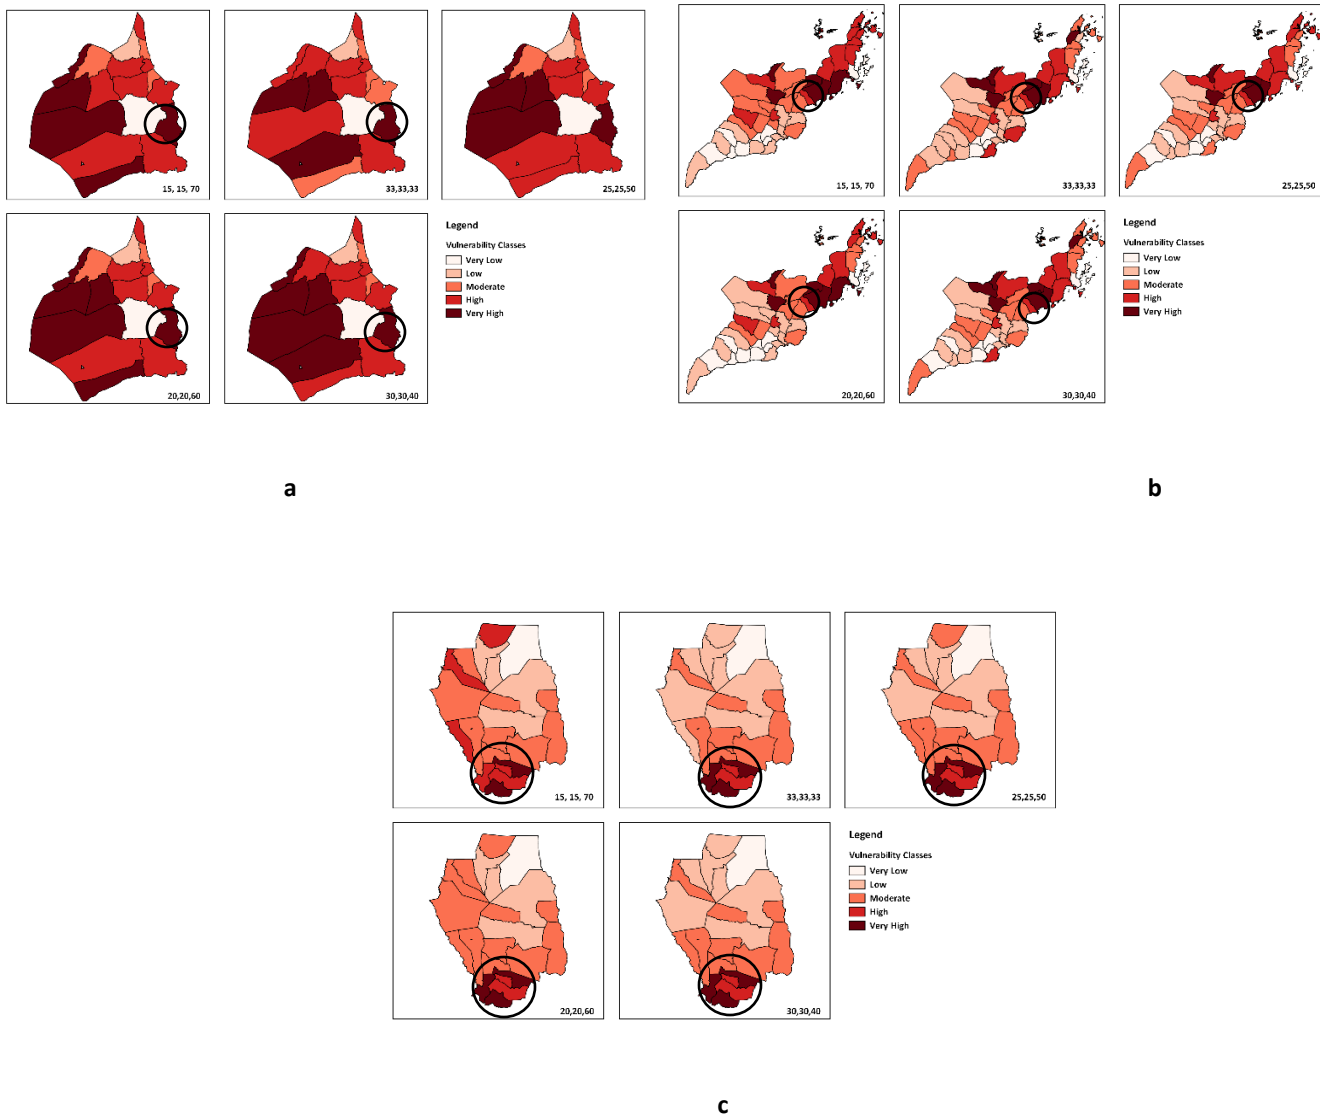 15, 15, 70
33,33,33
25,25,50
20,20,60
30,30,40
Legend
Vulnerability Classes
Very Low
Low
Moderate
High
Very High
a
15, 15, 70
33,33,33
25,25,50
20,20,60
30,30,40
Legend
Vulnerability Classes
Very Low
Low
Moderate
High
Very High
b
15, 15, 70
33,33,33
25,25,50
20,20,60
30,30,40
Legend
Vulnerability Classes
Very Low
Low
Moderate
High
Very High
c